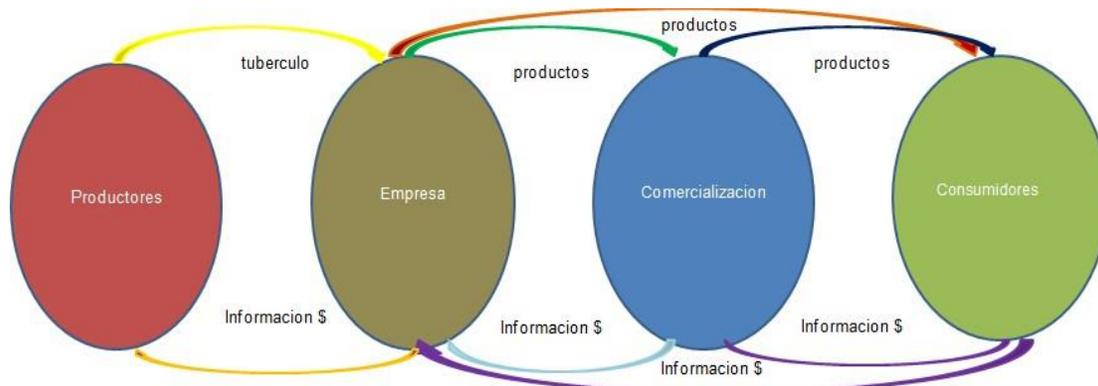 productos
tuberculo
productos
productos
Productores
Empresa
Comercializacion
Consumidores
Informacion $
Informacion $
Informacion $
Informacion $